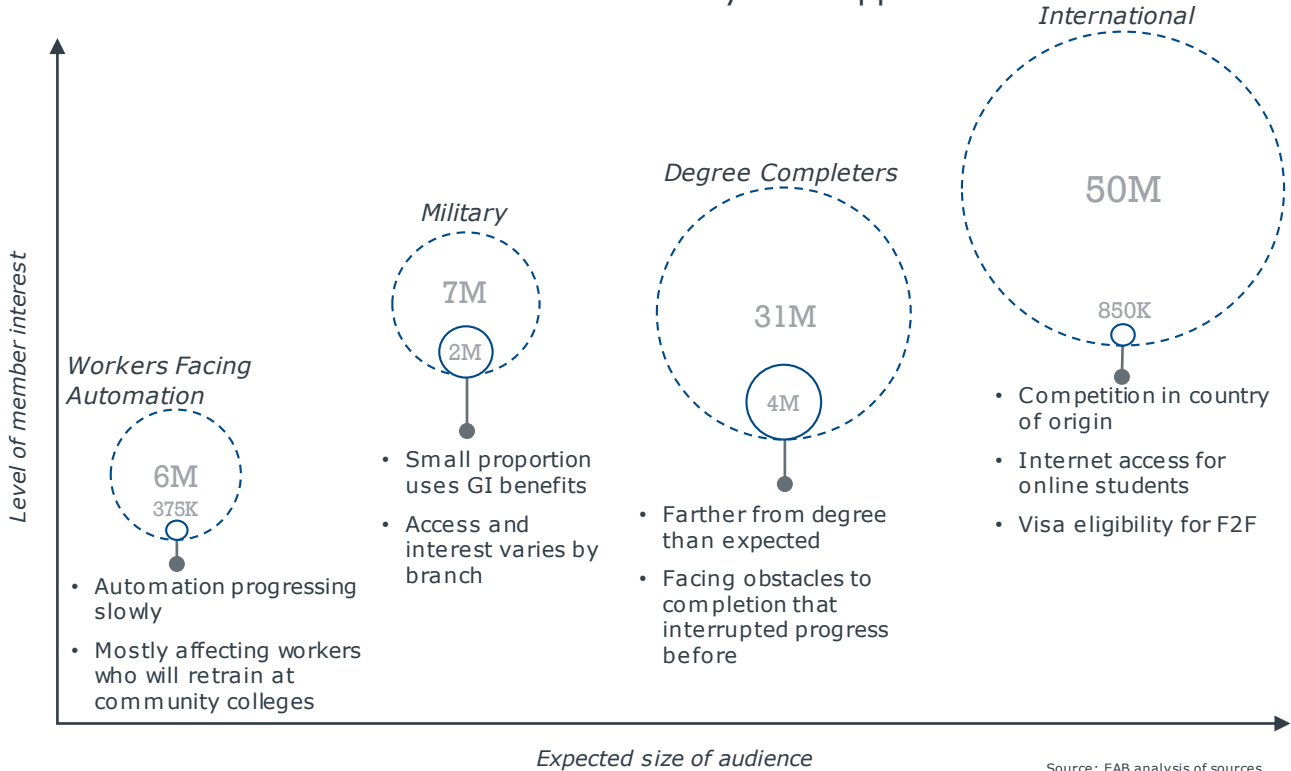 International
Degree Completers
Military
Workers Facing
Automation
50M
850K
31M
4M
7M
2M
6M
375K
Level of member interest
• Automation progressing
slowly
• Mostly affecting workers
who will retrain at
community colleges
• Small proportion
uses GI benefits
• Access and
interest varies by
branch
• Farther from degree
than expected
• Facing obstacles to
completion that
interrupted progress
before
• Competition in country
of origin
• Internet access for
online students
• Visa eligibility for F2F
Expected size of audience
Source: EAB analysis of sources